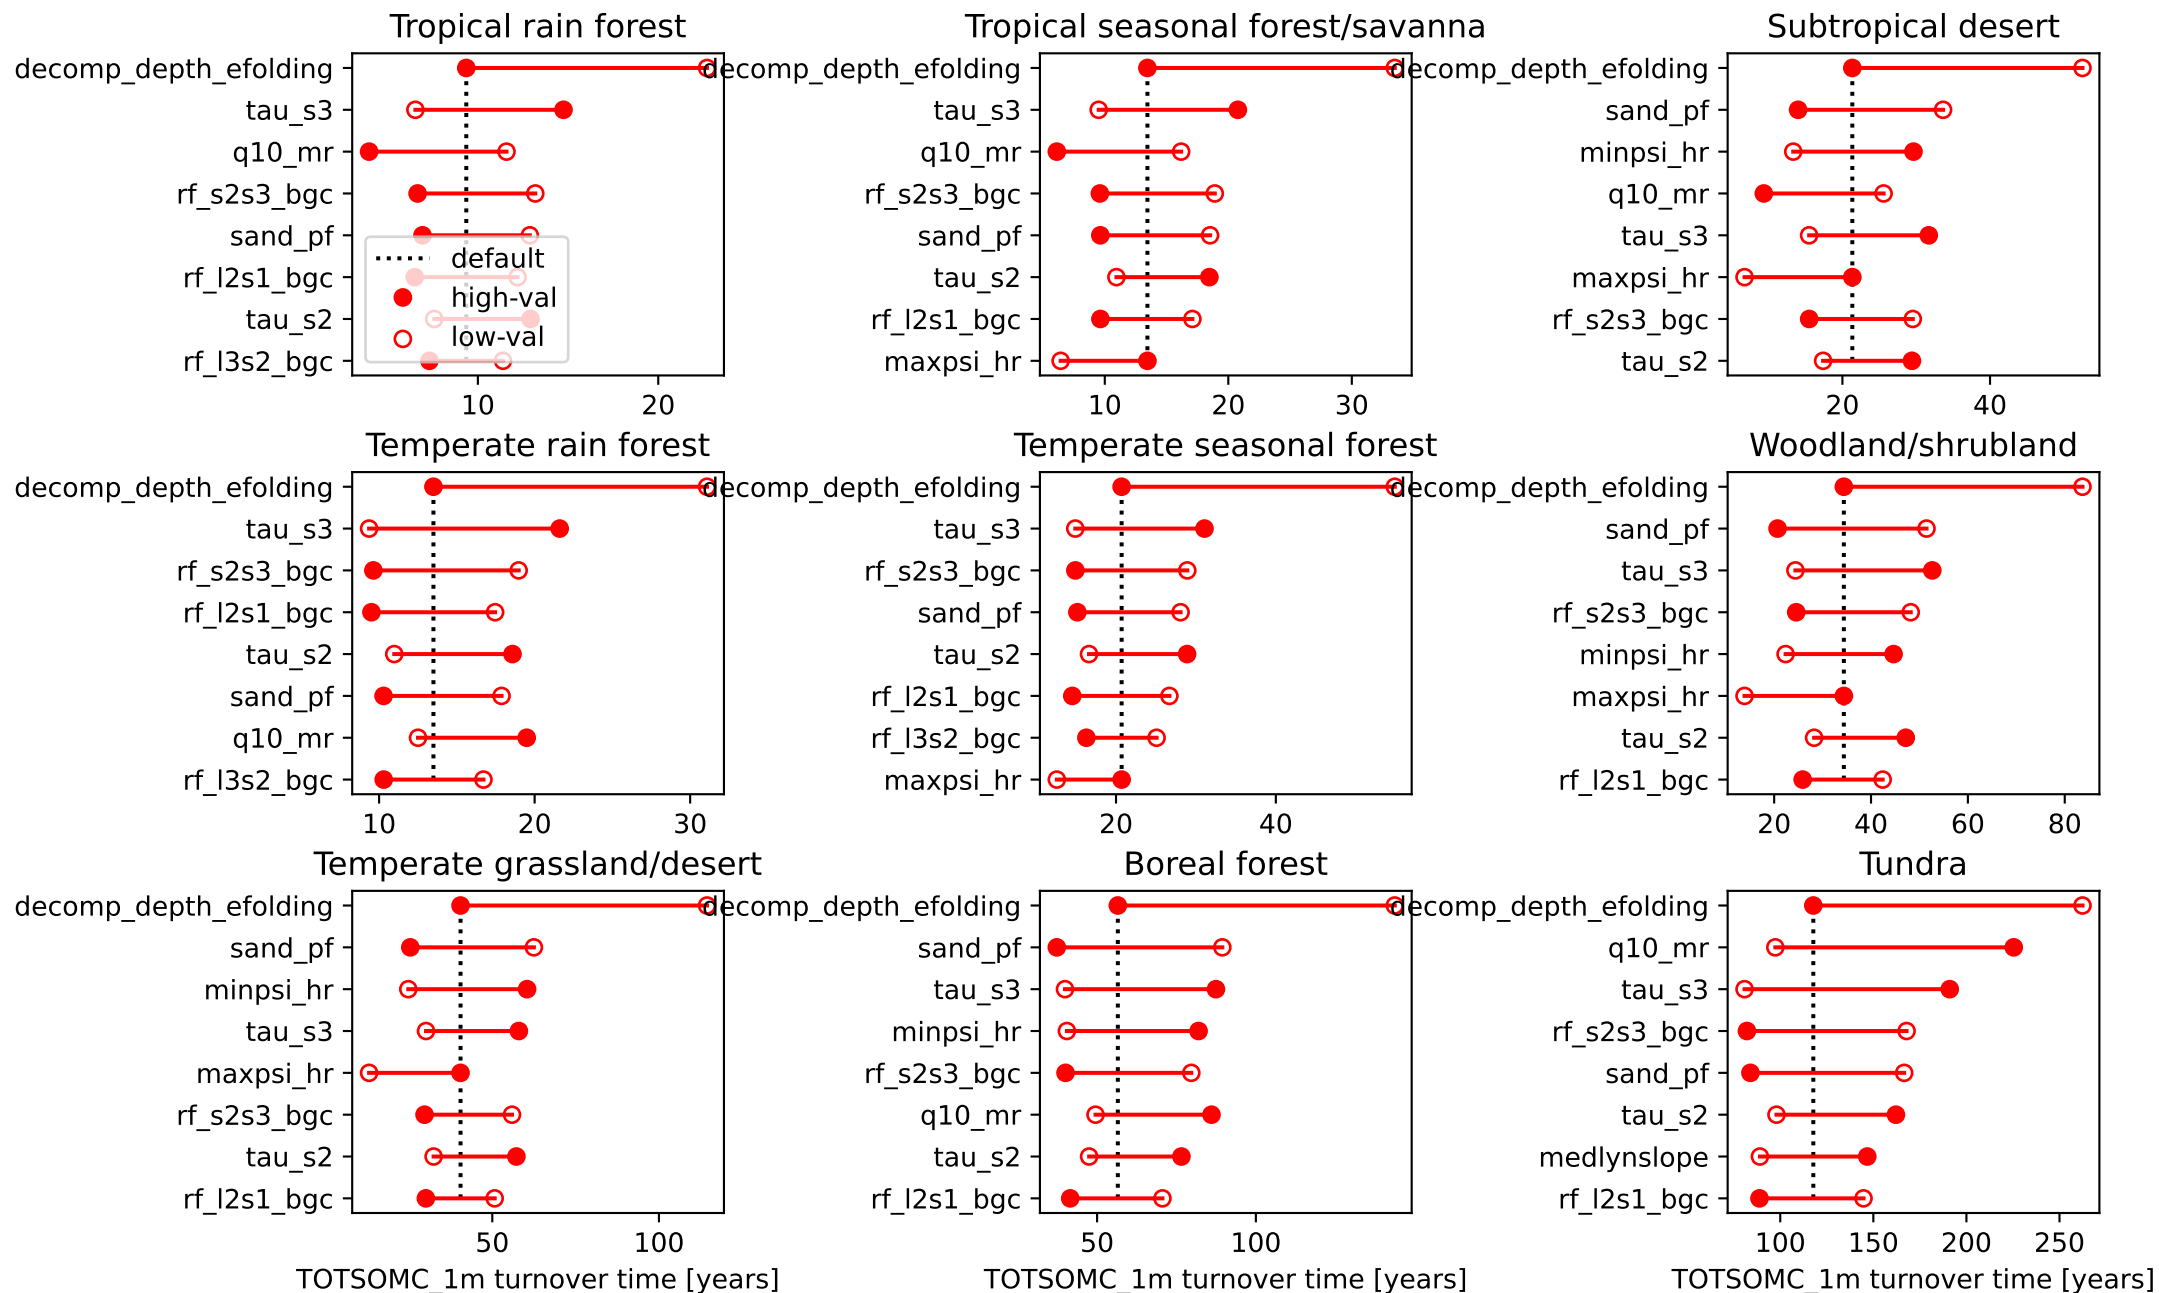 Tropical rain forest
decomp_depth_efolding
tau_s3
q10_mr
rf_s2s3_bgc
sand_pf
rf_l2s1_bgc
tau_s2
rf_l3s2_bgc
default
high-val
low-val
10 20
Tropical seasonal forest/savanna
decomp_depth_efolding
tau_s3
q10_mr
rf_s2s3_bgc
sand_pf
tau_s2
rf_l2s1_bgc
maxpsi_hr
10 20 30
Subtropical desert
decomp_depth_efolding
sand_pf
minpsi_hr
q10_mr
tau_s3
maxpsi_hr
rf_s2s3_bgc
tau_s2
20 40
Temperate rain forest
decomp_depth_efolding
tau_s3
rf_s2s3_bgc
rf_l2s1_bgc
tau_s2
sand_pf
q10_mr
rf_l3s2_bgc
10 20 30
Temperate seasonal forest
decomp_depth_efolding
tau_s3
rf_s2s3_bgc
sand_pf
tau_s2
rf_l2s1_bgc
rf_l3s2_bgc
maxpsi_hr
20 40
Woodland/shrubland
decomp_depth_efolding
sand_pf
tau_s3
rf_s2s3_bgc
minpsi_hr
maxpsi_hr
tau_s2
rf_l2s1_bgc
20 40 60 80
Temperate grassland/desert
decomp_depth_efolding
sand_pf
minpsi_hr
tau_s3
maxpsi_hr
rf_s2s3_bgc
tau_s2
rf_l2s1_bgc
50 100
TOTSOMC_1m turnover time [years]
Boreal forest
decomp_depth_efolding
sand_pf
tau_s3
minpsi_hr
rf_s2s3_bgc
q10_mr
tau_s2
rf_l2s1_bgc
50 100
TOTSOMC_1m turnover time [years]
Tundra
decomp_depth_efolding
q10_mr
tau_s3
rf_s2s3_bgc
sand_pf
tau_s2
medlynslope
rf_l2s1_bgc
100 150 200 250
TOTSOMC_1m turnover time [years]